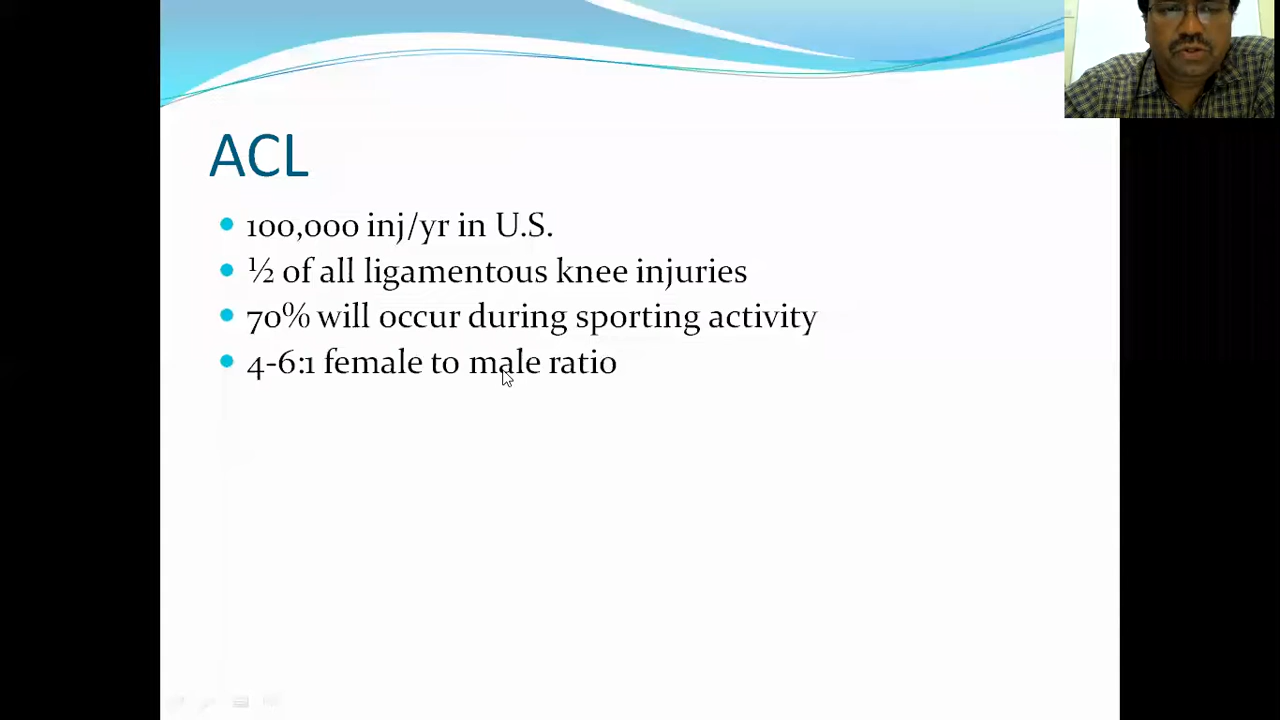 ACL
100,000 inj/yr in U.S.
½ of all ligamentous knee injuries
70% will occur during sporting activity
4-6:1 female to male ratio